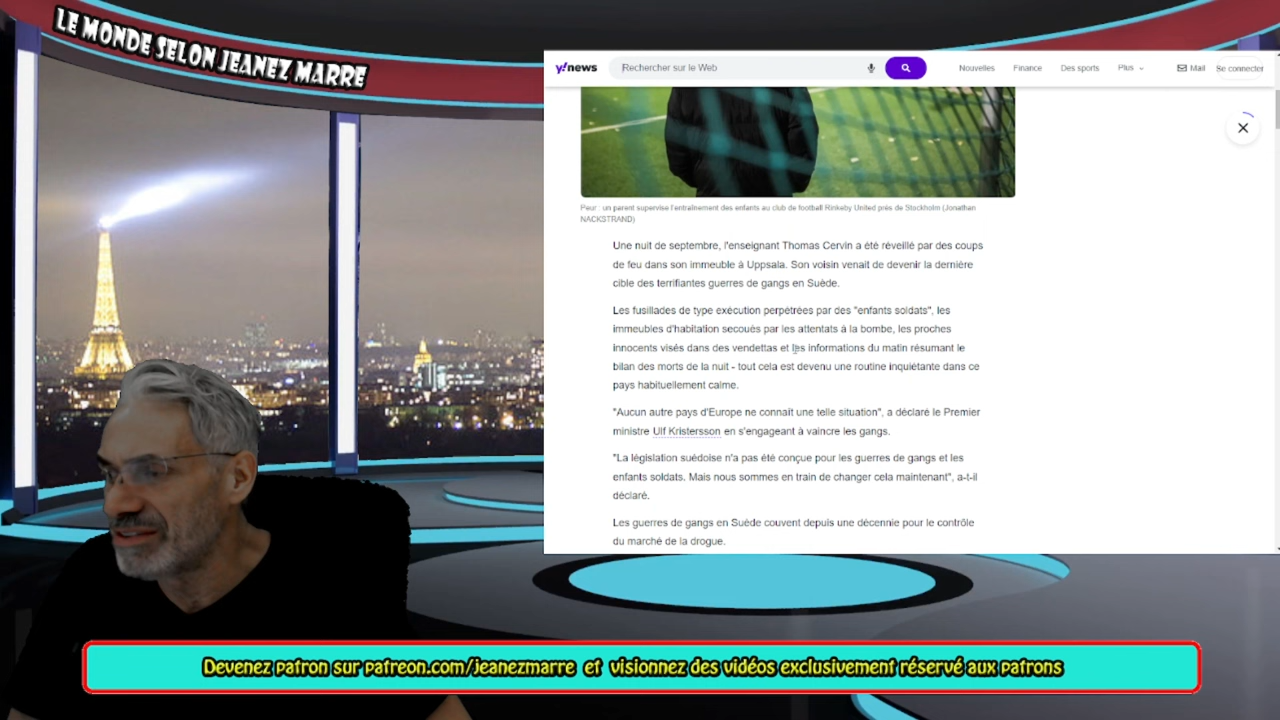 LE MONDE SELON JEANEZ MARRE
y!news
Rechercher sur le Web
Nouvelles
Finance
Des sports
Plus
Mail
Se connecter
Peur : un parent supervise l'entraînement des enfants au club de football Rinkeby United près de Stockholm (Jonathan
NACKSTRAND)
Une nuit de septembre, l'enseignant Thomas Cervin a été réveillé par des coups
de feu dans son immeuble à Uppsala. Son voisin venait de devenir la dernière
cible des terrifiantes guerres de gangs en Suède.
Les fusillades de type exécution perpétrées par des "enfants soldats", les
immeubles d'habitation secoués par les attentats à la bombe, les proches
innocents visés dans des vendettas et les informations du matin résumant le
bilan des morts de la nuit - tout cela est devenu une routine inquiétante dans ce
pays habituellement calme.
"Aucun autre pays d'Europe ne connaît une telle situation", a déclaré le Premier
ministre Ulf Kristersson en s'engageant à vaincre les gangs.
"La législation suédoise n'a pas été conçue pour les guerres de gangs et les
enfants soldats. Mais nous sommes en train de changer cela maintenant", a-t-il
déclaré.
Les guerres de gangs en Suède couvent depuis une décennie pour le contrôle
du marché de la drogue.
Devenez patron sur patreon.com/jeanezmarre et visionnez des vidéos exclusivement réservé aux patrons